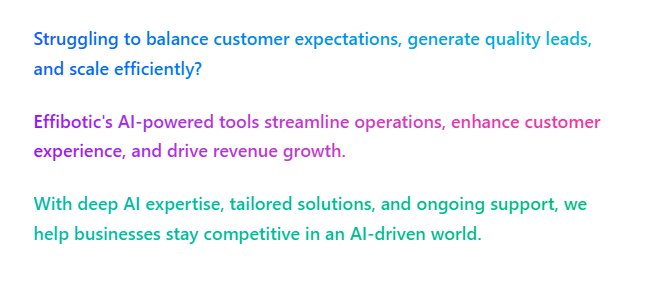 Struggling to balance customer expectations, generate quality leads,
and scale efficiently?
Effibotic's AI-powered tools streamline operations, enhance customer
experience, and drive revenue growth.
With deep AI expertise, tailored solutions, and ongoing support, we
help businesses stay competitive in an AI-driven world.